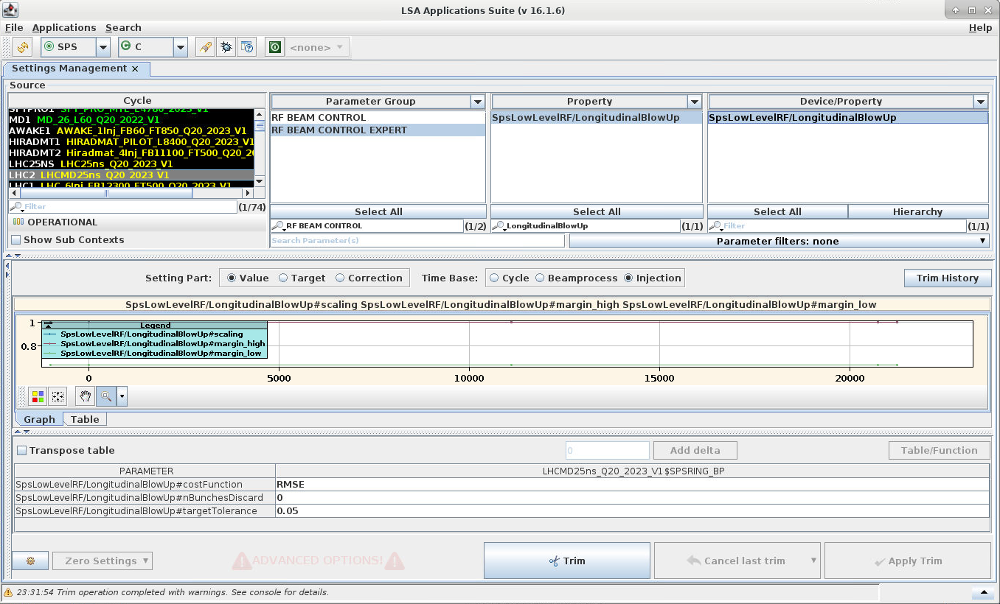 LSA Applications Suite (v 16.1.6)
File Applications Search Help
SPS C <none>
Settings Management
Source
Cycle Parameter Group Property Device/Property
SFTPRO1 SFT_PRO_MTE_L4780_2023_V1
MD1 MD_26_L60_Q20_2022_V1
AWAKE1 AWAKE_1Inj_FB60_FT850_Q20_2023_V1
HIRADMT1 HIRADMAT_PILOT_L8400_Q20_2023_V1
HIRADMT2 Hiradmat_4Inj_FB11100_FT500_Q20_20
LHC25NS LHC25ns_Q20_2023_V1
LHC2 LHCMD25ns_Q20_2023_V1
LHC1 LHC_6Inj_FB12300_FT500_Q20_2023_V1
Filter (1/74)
OPERATIONAL
Show Sub Contexts
RF BEAM CONTROL
RF BEAM CONTROL EXPERT
Select All
RF BEAM CONTROL (1/2)
Search Parameter(s)
SpsLowLevelRF/LongitudinalBlowUp
Select All
LongitudinalBlowUp (1/1)
SpsLowLevelRF/LongitudinalBlowUp
Select All Hierarchy
Filter (1/1)
Parameter filters: none
Setting Part: Value Target Correction Time Base: Cycle Beamprocess Injection Trim History
SpsLowLevelRF/LongitudinalBlowUp#scaling SpsLowLevelRF/LongitudinalBlowUp#margin_high SpsLowLevelRF/LongitudinalBlowUp#margin_low
1
0.8
Legend
SpsLowLevelRF/LongitudinalBlowUp#scaling
SpsLowLevelRF/LongitudinalBlowUp#margin_high
SpsLowLevelRF/LongitudinalBlowUp#margin_low
0 5000 10000 15000 20000
Graph Table
Transpose table 0 Add delta Table/Function
PARAMETER LHCMD25ns_Q20_2023_V1$SPSRING_BP
SpsLowLevelRF/LongitudinalBlowUp#costFunction RMSE
SpsLowLevelRF/LongitudinalBlowUp#nBunchesDiscard 0
SpsLowLevelRF/LongitudinalBlowUp#targetTolerance 0.05
Zero Settings ADVANCED OPTIONS! Trim Cancel last trim Apply Trim
23:31:54 Trim operation completed with warnings. See console for details.